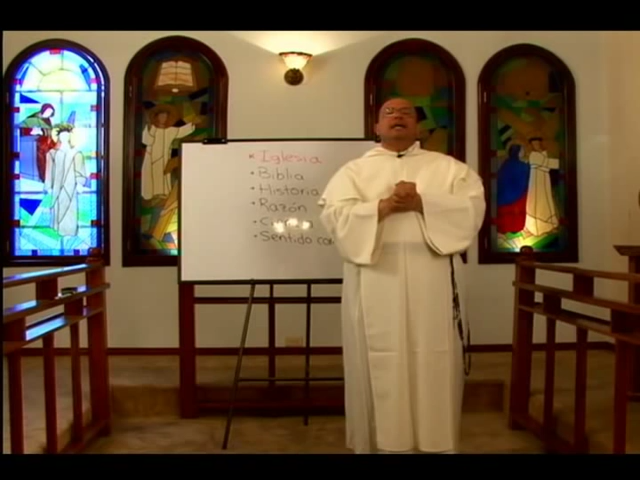 Iglesia
• Biblia
• Historia
• Razón
• Sentido